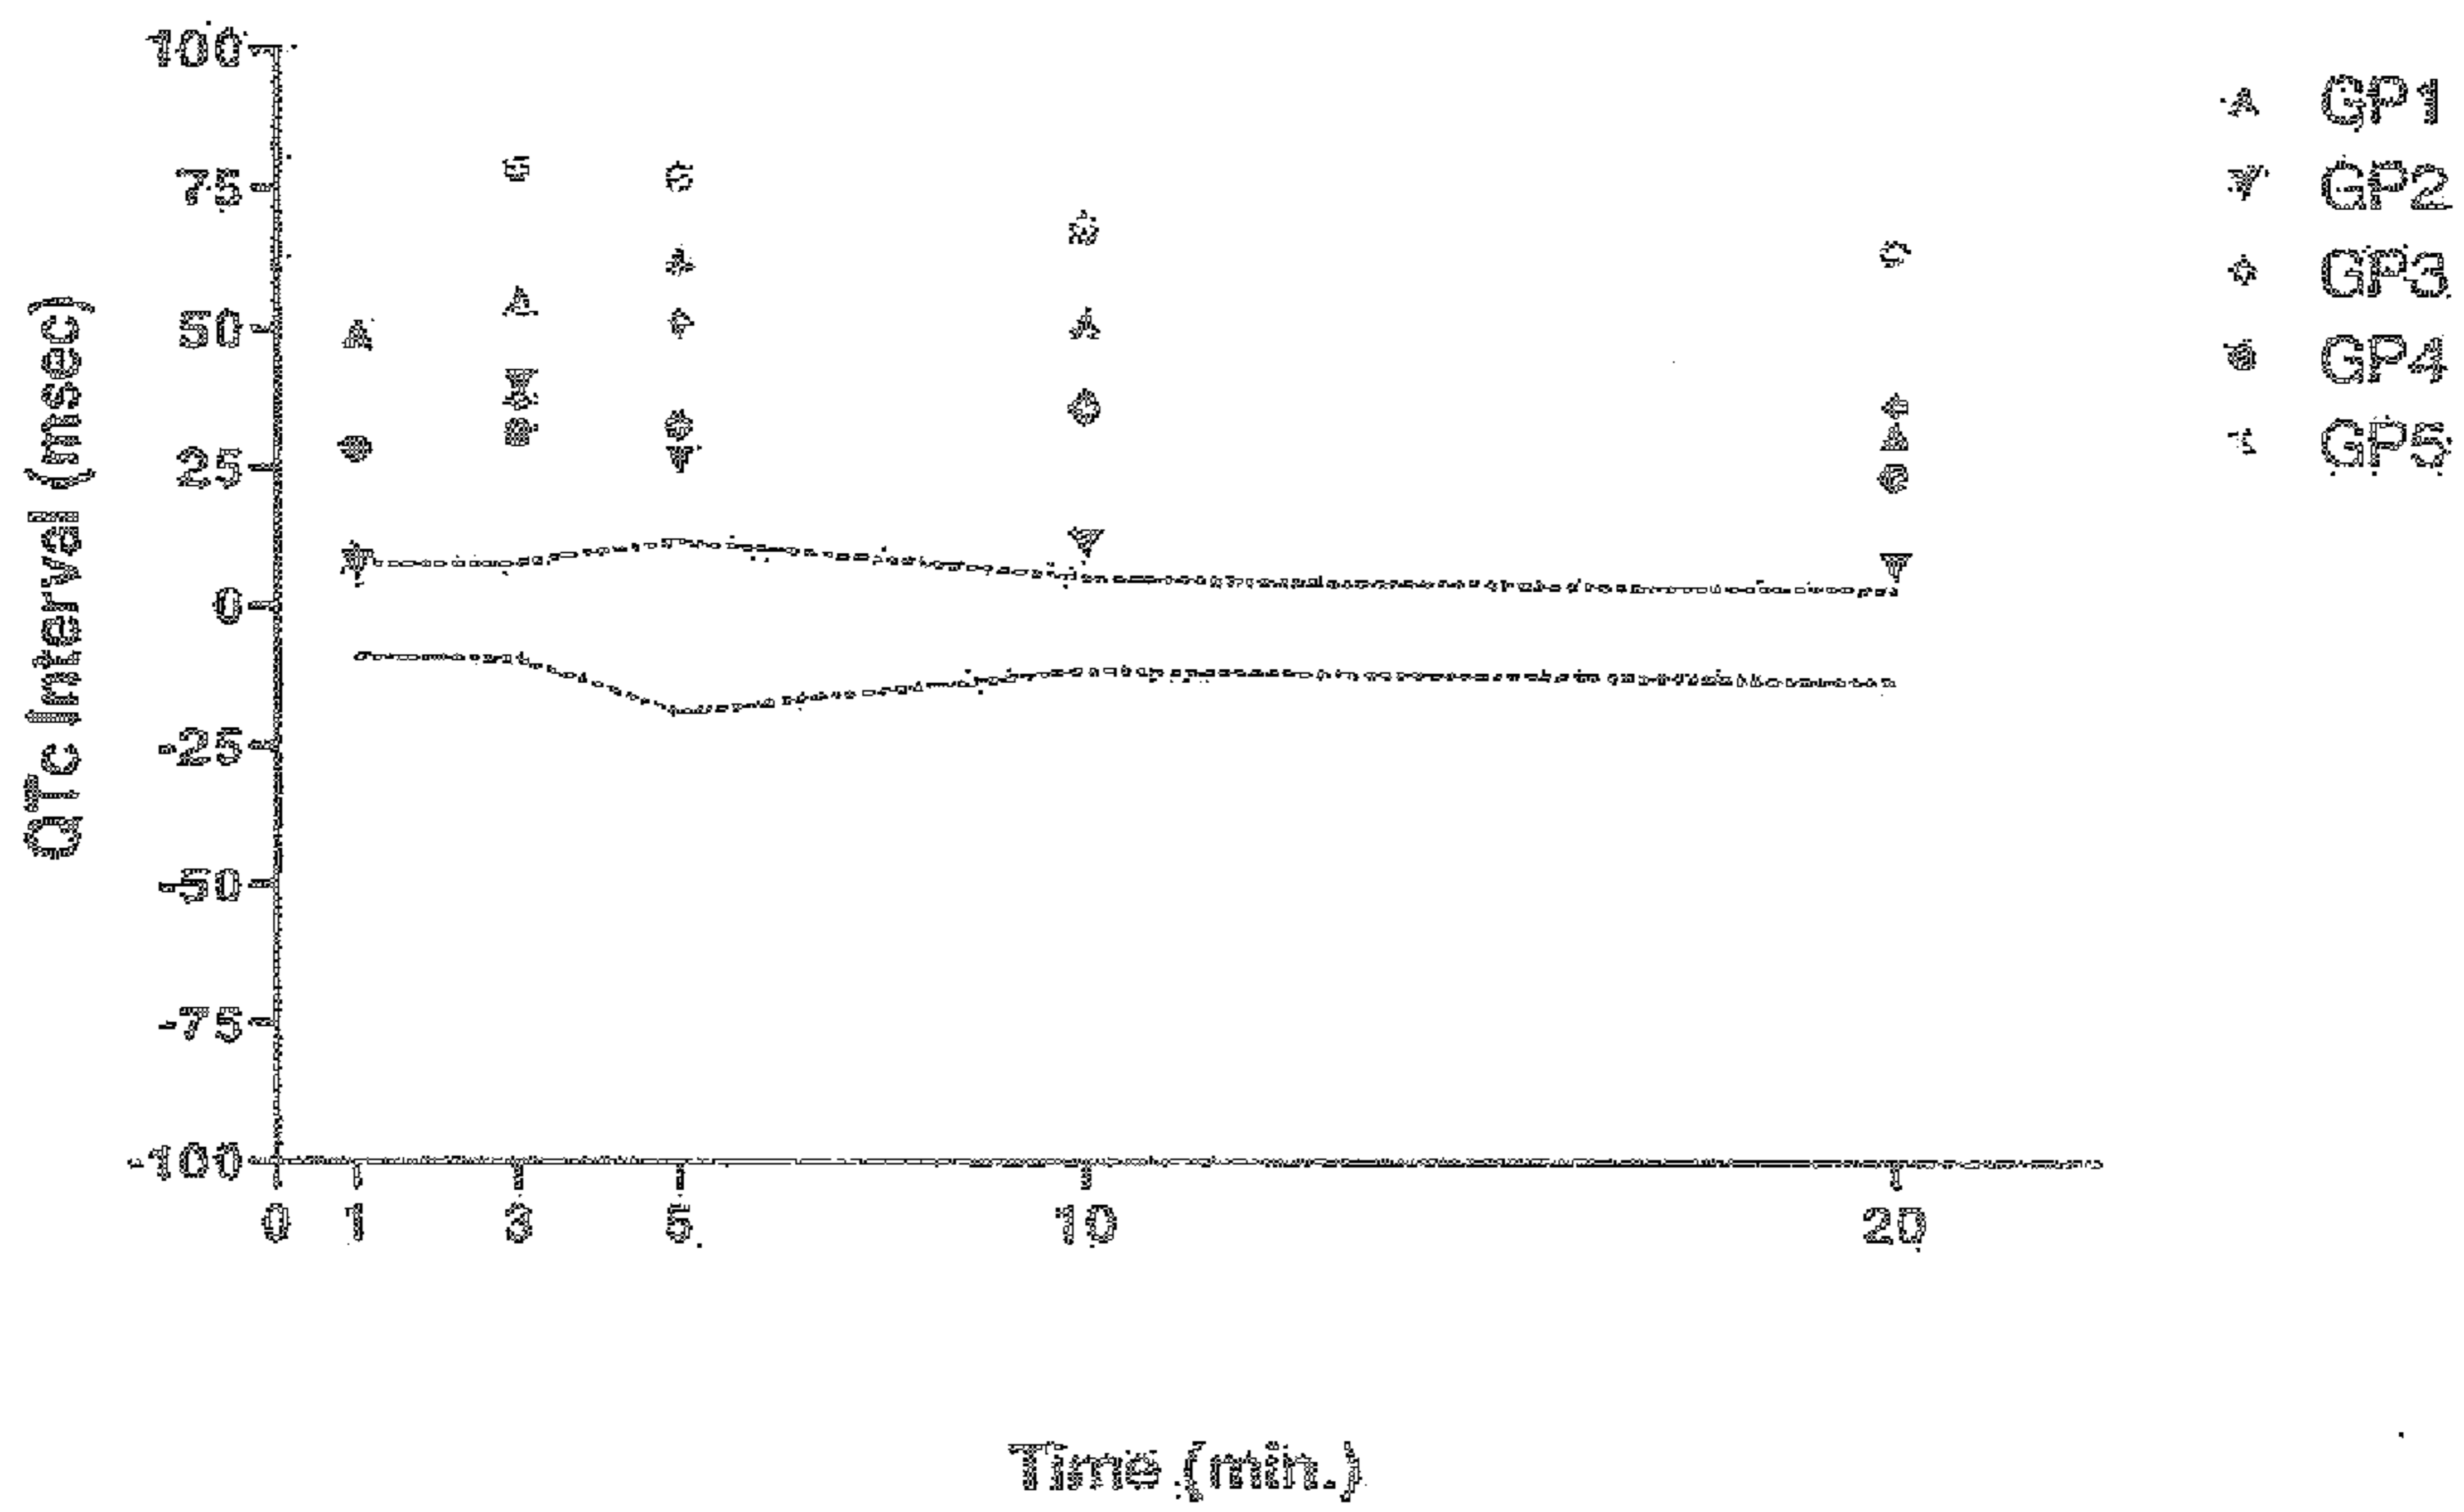 100
75
50
25
0
-25
-50
-75
-100
QTc Interval (msec)
0 1 3 5 10 20
Time (min.)
GP1
GP2
GP3
GP4
GP5